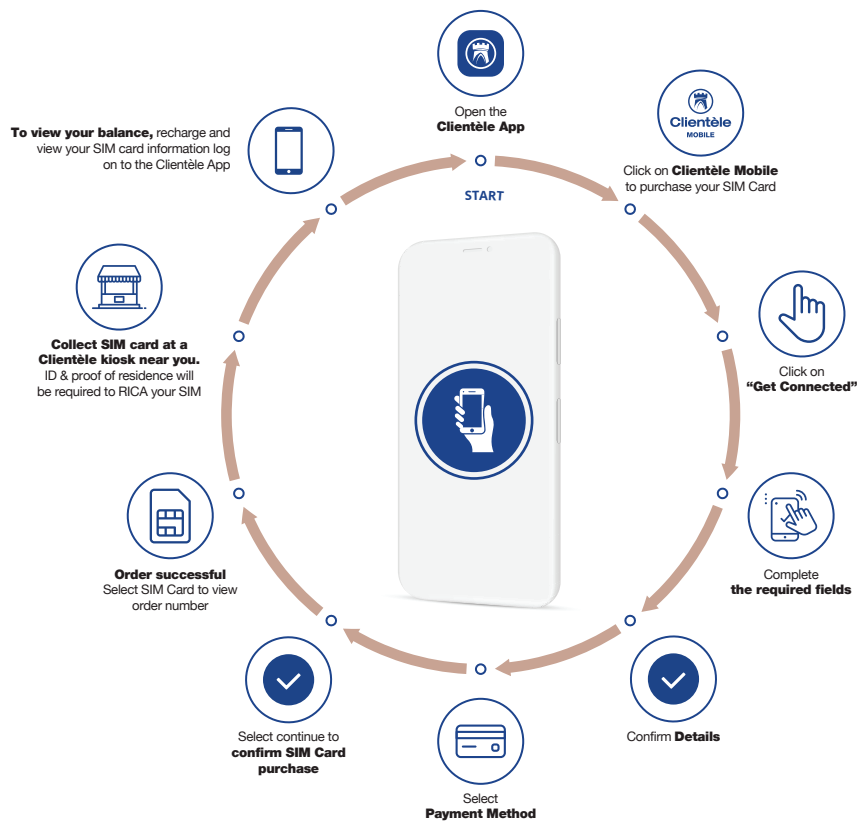 Open the
Clientèle App
START
Clientèle
MOBILE
Click on Clientèle Mobile
to purchase your SIM Card
Click on
“Get Connected”
Complete
the required fields
Confirm Details
Select
Payment Method
Select continue to
confirm SIM Card
purchase
Order successful
Select SIM Card to view
order number
Collect SIM card at a
Clientèle kiosk near you.
ID & proof of residence will
be required to RICA your SIM
To view your balance, recharge and
view your SIM card information log
on to the Clientèle App